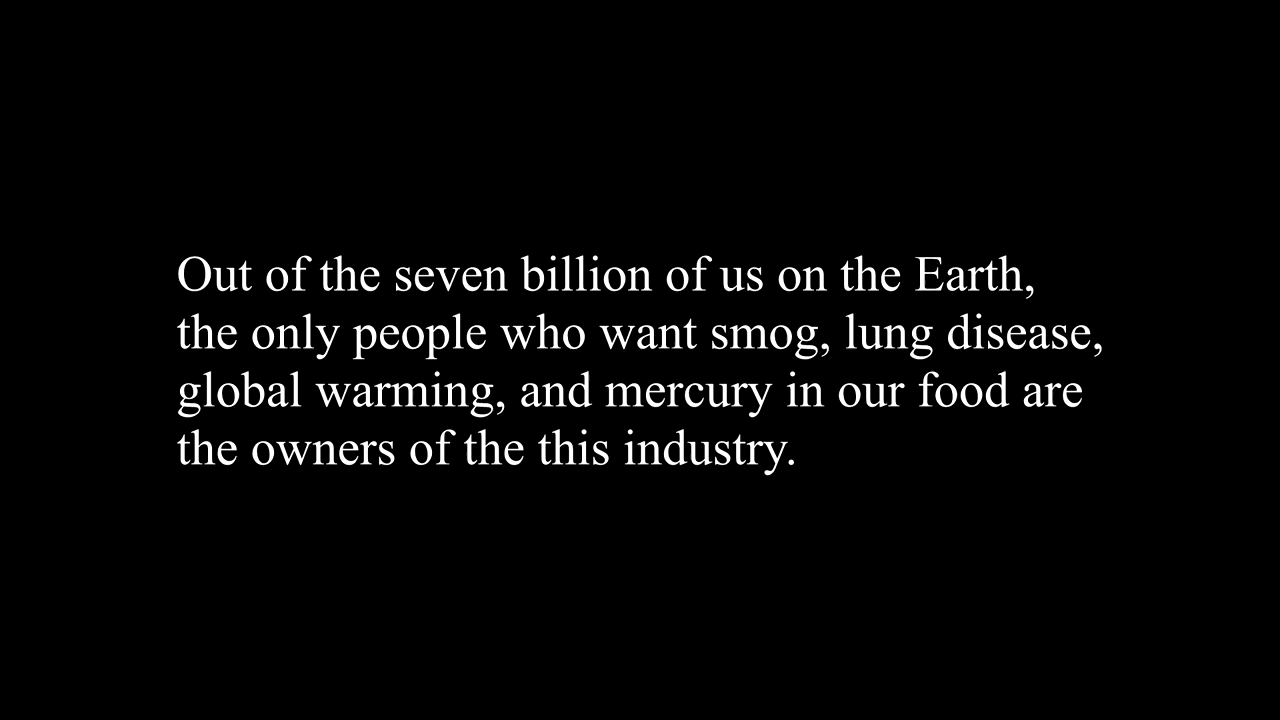 Out of the seven billion of us on the Earth,
the only people who want smog, lung disease,
global warming, and mercury in our food are
the owners of the this industry.